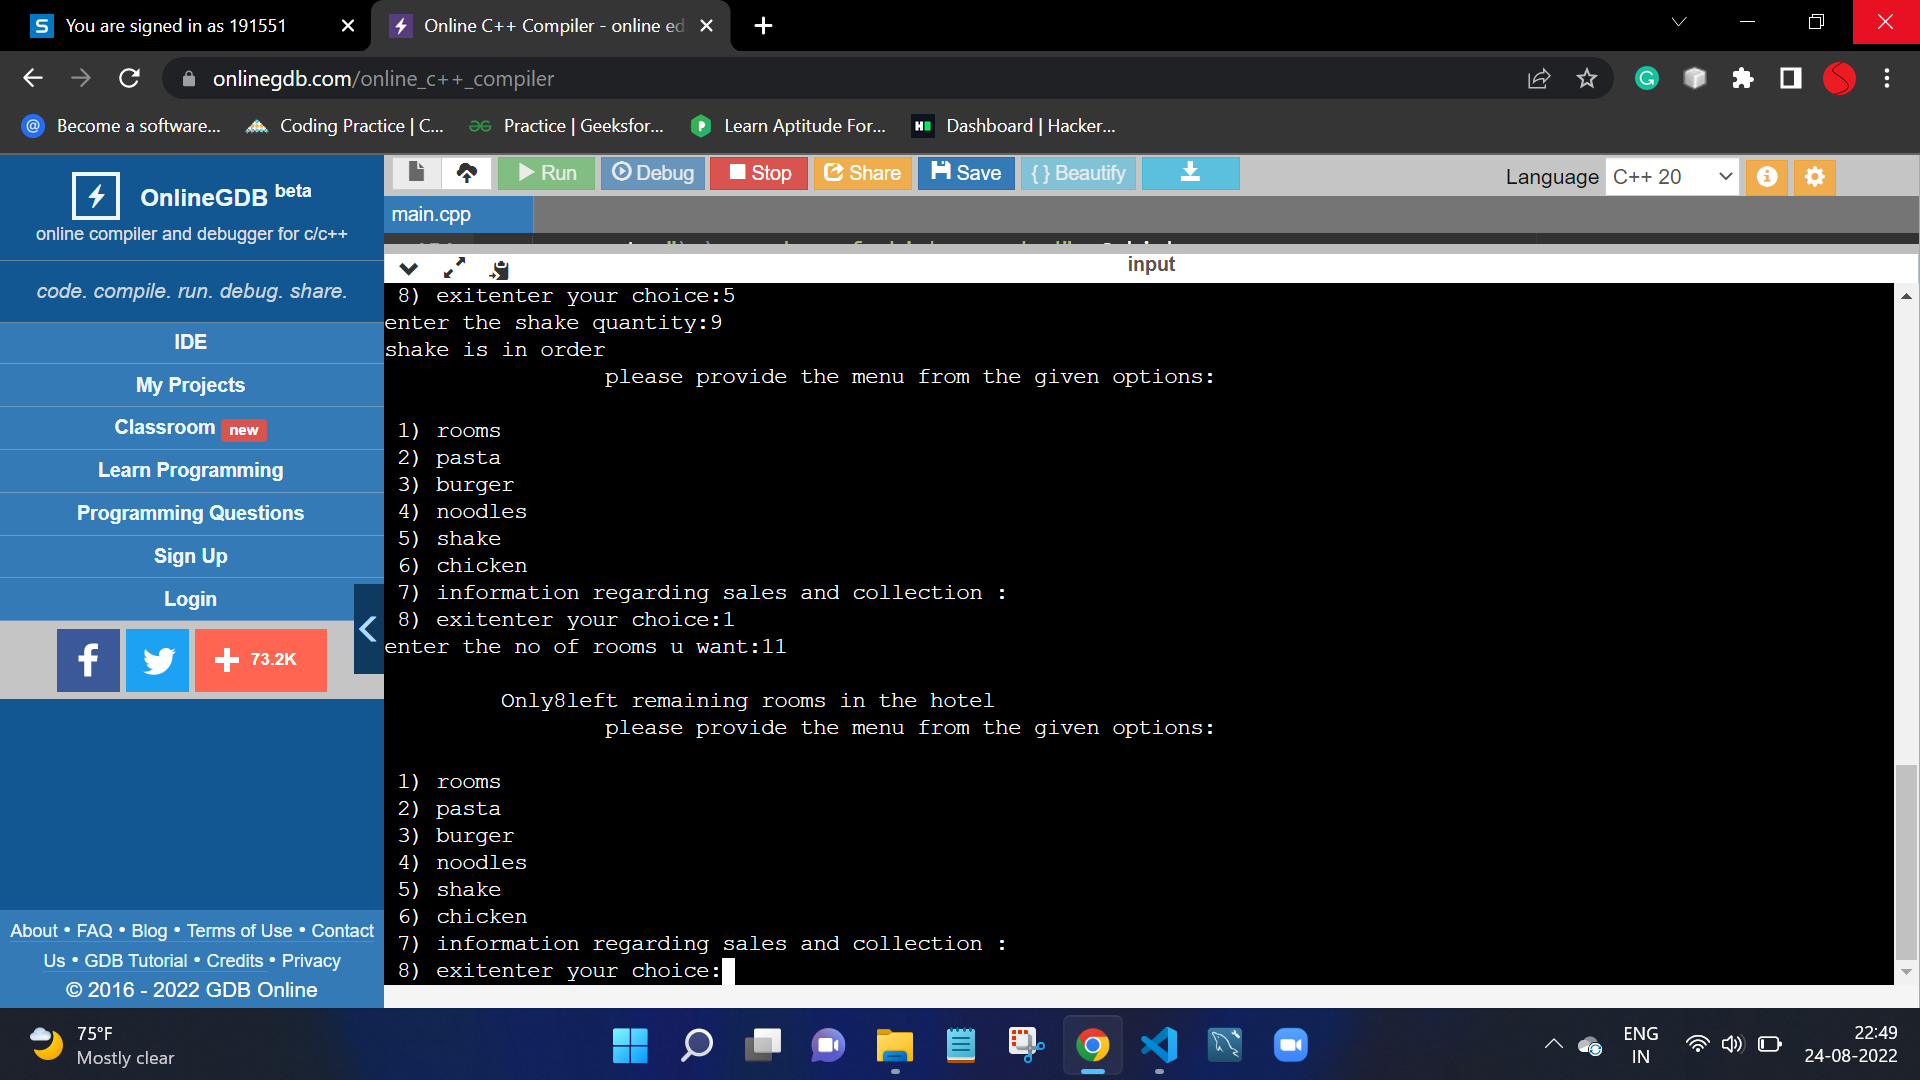 You are signed in as 191551
Online C++ Compiler - online ed
onlinegdb.com/online_c++_compiler
Become a software...
Coding Practice | C...
Practice | Geeksfor...
Learn Aptitude For...
Dashboard | Hacker...
OnlineGDB beta
online compiler and debugger for c/c++
code. compile. run. debug. share.
IDE
My Projects
Classroom new
Learn Programming
Programming Questions
Sign Up
Login
73.2K
About • FAQ • Blog • Terms of Use • Contact
Us • GDB Tutorial • Credits • Privacy
© 2016 - 2022 GDB Online
Run Debug Stop Share Save { } Beautify
Language C++ 20
main.cpp
input
8) exitenter your choice:5
enter the shake quantity:9
shake is in order
please provide the menu from the given options:
1) rooms
2) pasta
3) burger
4) noodles
5) shake
6) chicken
7) information regarding sales and collection :
8) exitenter your choice:1
enter the no of rooms u want:11
Only8left remaining rooms in the hotel
please provide the menu from the given options:
1) rooms
2) pasta
3) burger
4) noodles
5) shake
6) chicken
7) information regarding sales and collection :
8) exitenter your choice:
75°F
Mostly clear
ENG
IN
22:49
24-08-2022